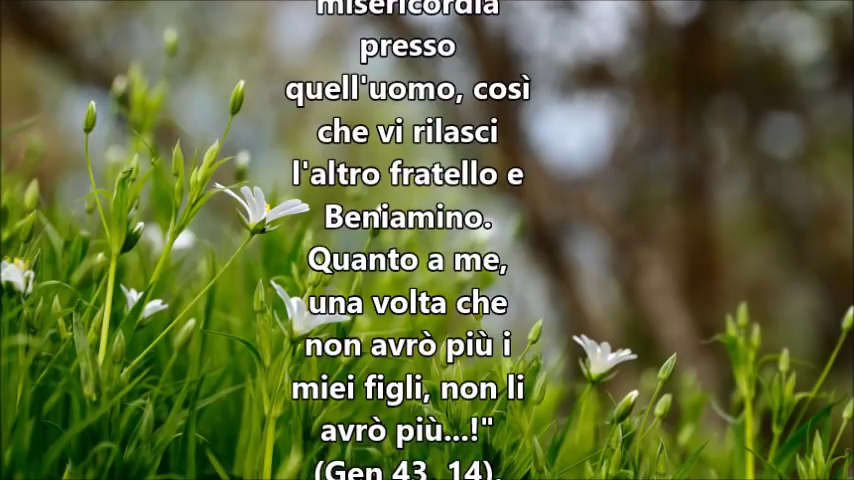 misericordia
presso
quell'uomo, così
che vi rilasci
l'altro fratello e
Beniamino.
Quanto a me,
una volta che
non avrò più i
miei figli, non li
avrò più...!"
(Gen 43, 14).